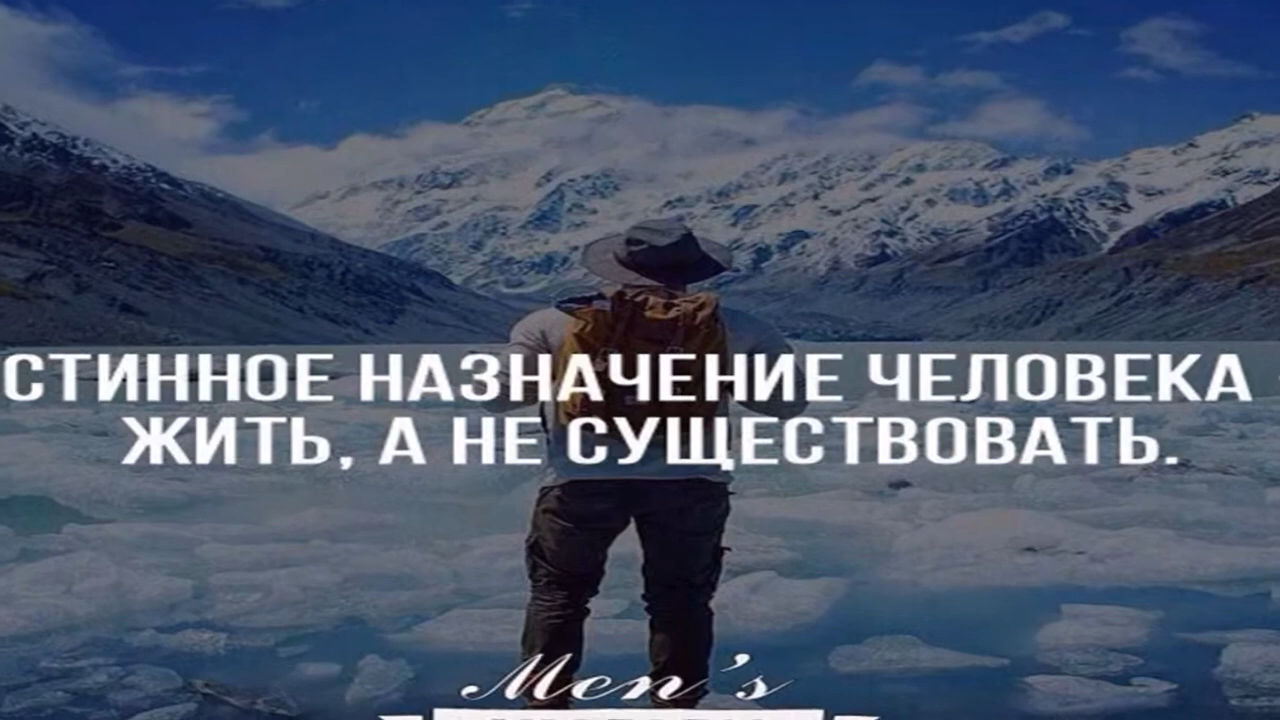 СТИННОЕ НАЗНАЧЕНИЕ ЧЕЛОВЕКА
ЖИТЬ, А НЕ СУЩЕСТВОВАТЬ.
Men's